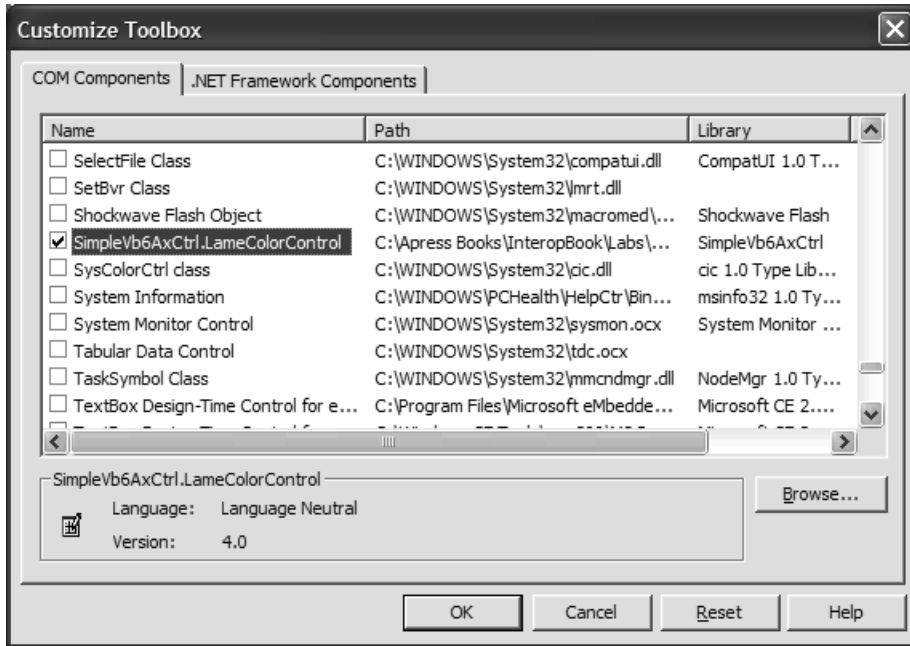 Customize Toolbox
COM Components .NET Framework Components
Name Path Library
SelectFile Class C:\WINDOWS\System32\compatui.dll CompatUI 1.0 T...
SetBvr Class C:\WINDOWS\System32\lmrt.dll
Shockwave Flash Object C:\WINDOWS\System32\macromed\... Shockwave Flash
SimpleVb6AxCtrl.LameColorControl C:\Apress Books\InteropBook\Labs\... SimpleVb6AxCtrl
SysColorCtrl class C:\WINDOWS\System32\cic.dll cic 1.0 Type Lib...
System Information C:\WINDOWS\PCHealth\HelpCtr\Bin... msinfo32 1.0 Ty...
System Monitor Control C:\WINDOWS\System32\sysmon.ocx System Monitor ...
Tabular Data Control C:\WINDOWS\System32\tdc.ocx
TaskSymbol Class C:\WINDOWS\System32\mmcndmgr.dll NodeMgr 1.0 Ty...
TextBox Design-Time Control for e... C:\Program Files\Microsoft eMbedde... Microsoft CE 2....
SimpleVb6AxCtrl.LameColorControl
Browse...
Language: Language Neutral
Version: 4.0
OK Cancel Reset Help